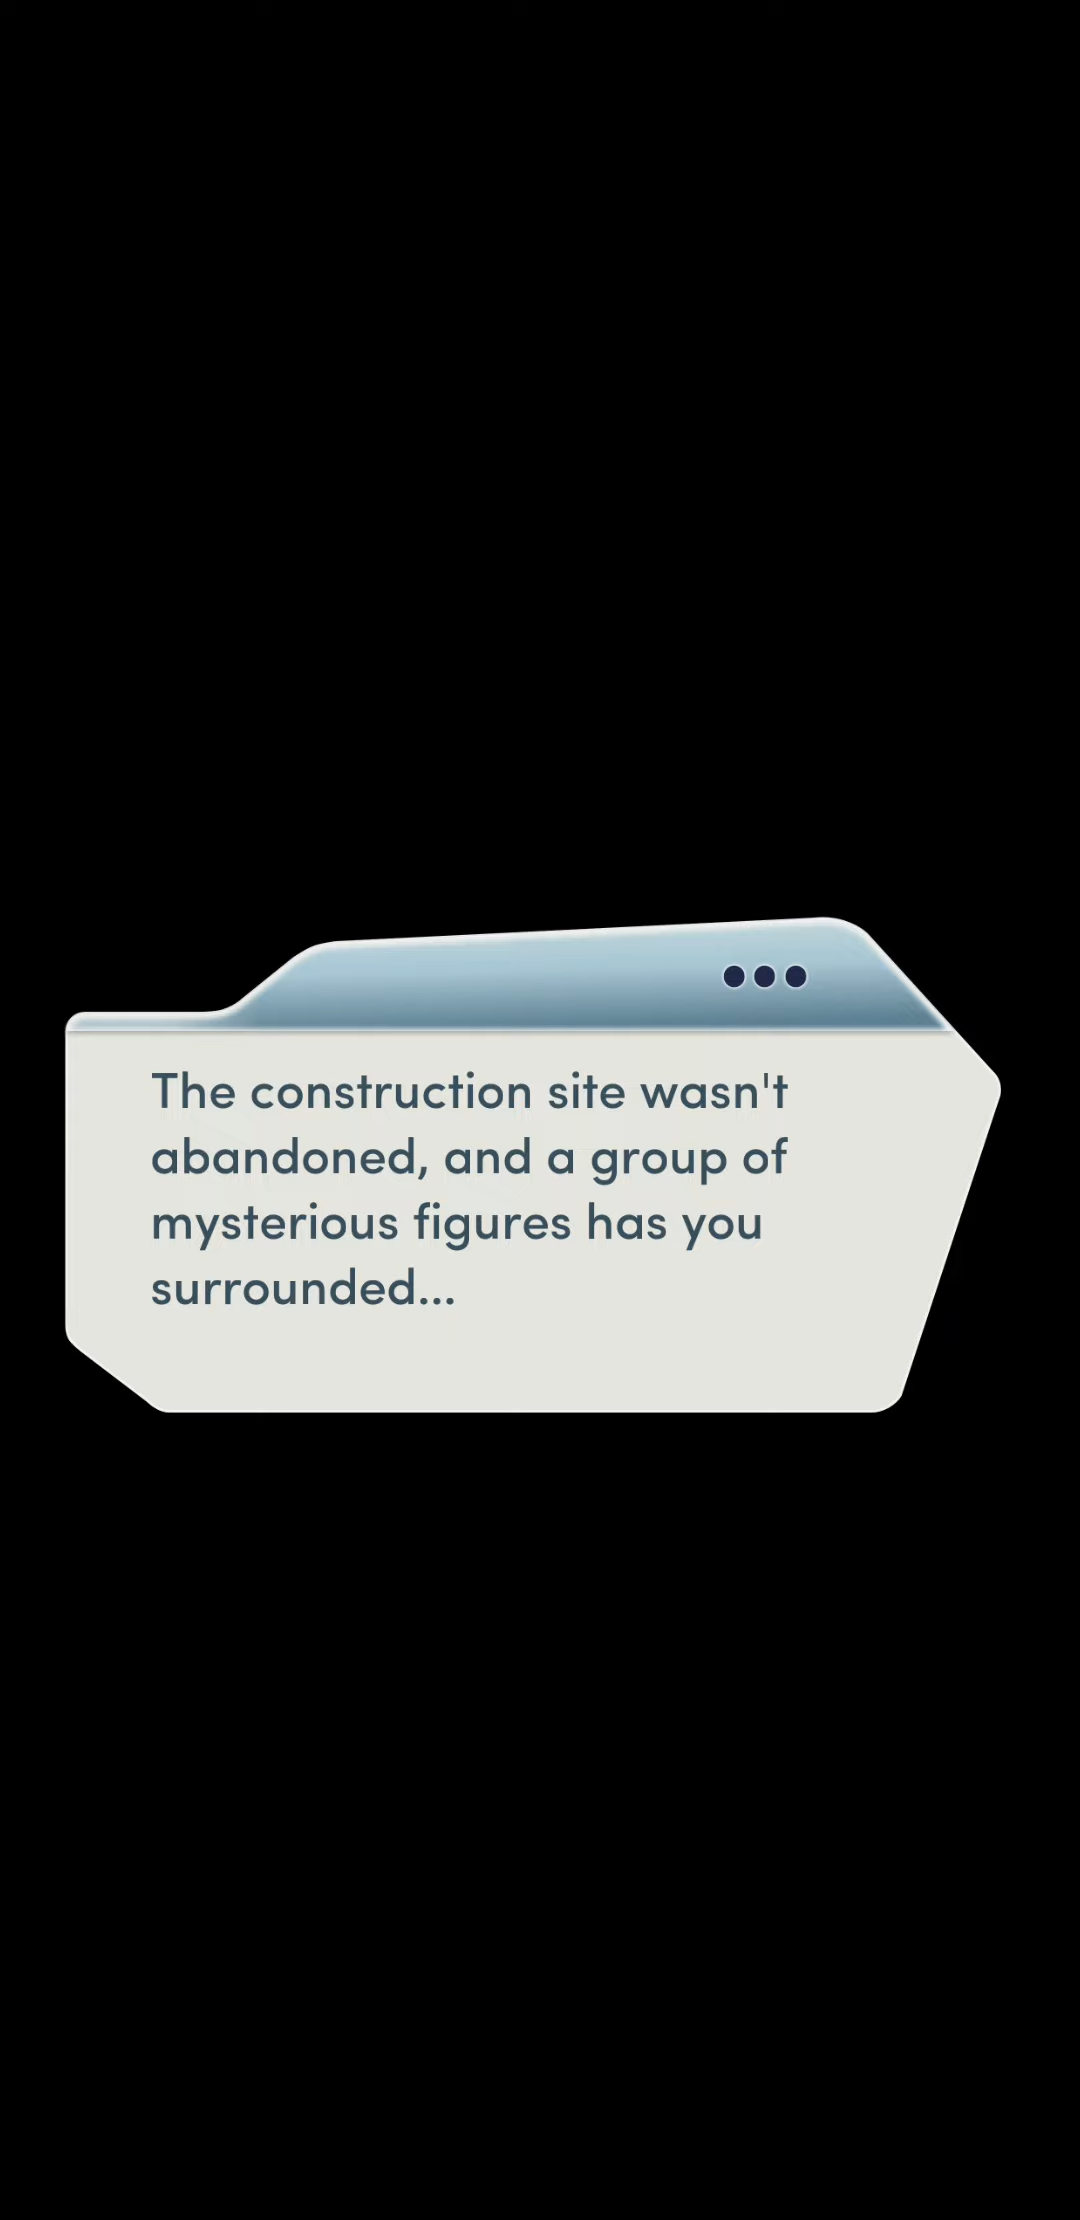 The construction site wasn't
abandoned, and a group of
mysterious figures has you
surrounded...